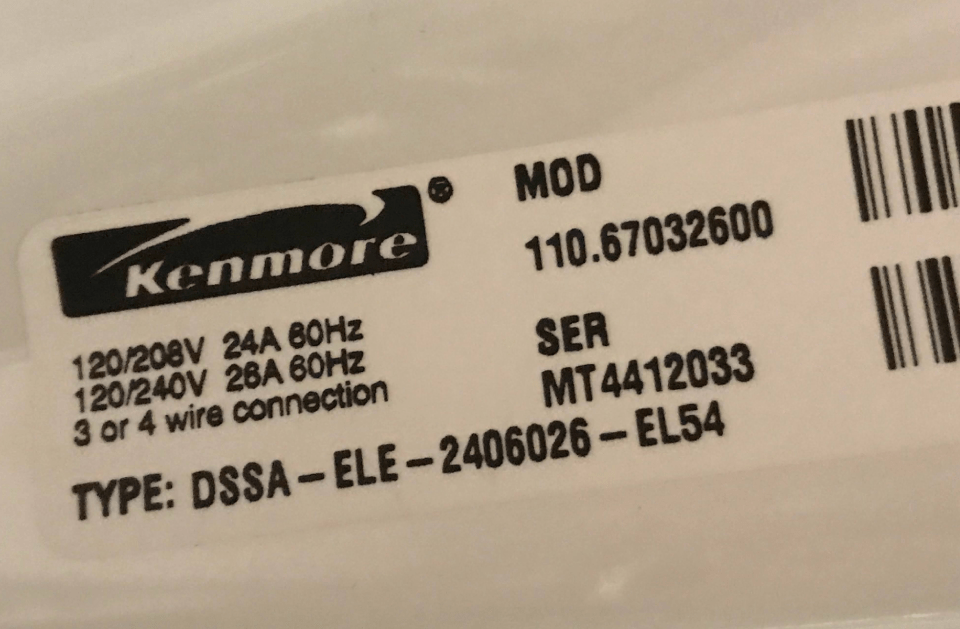 Kenmore®
MOD
110.67032600
120/208V 24A 60Hz
120/240V 26A 60Hz
3 or 4 wire connection
SER
MT4412033
TYPE: DSSA-ELE-2406026-EL54